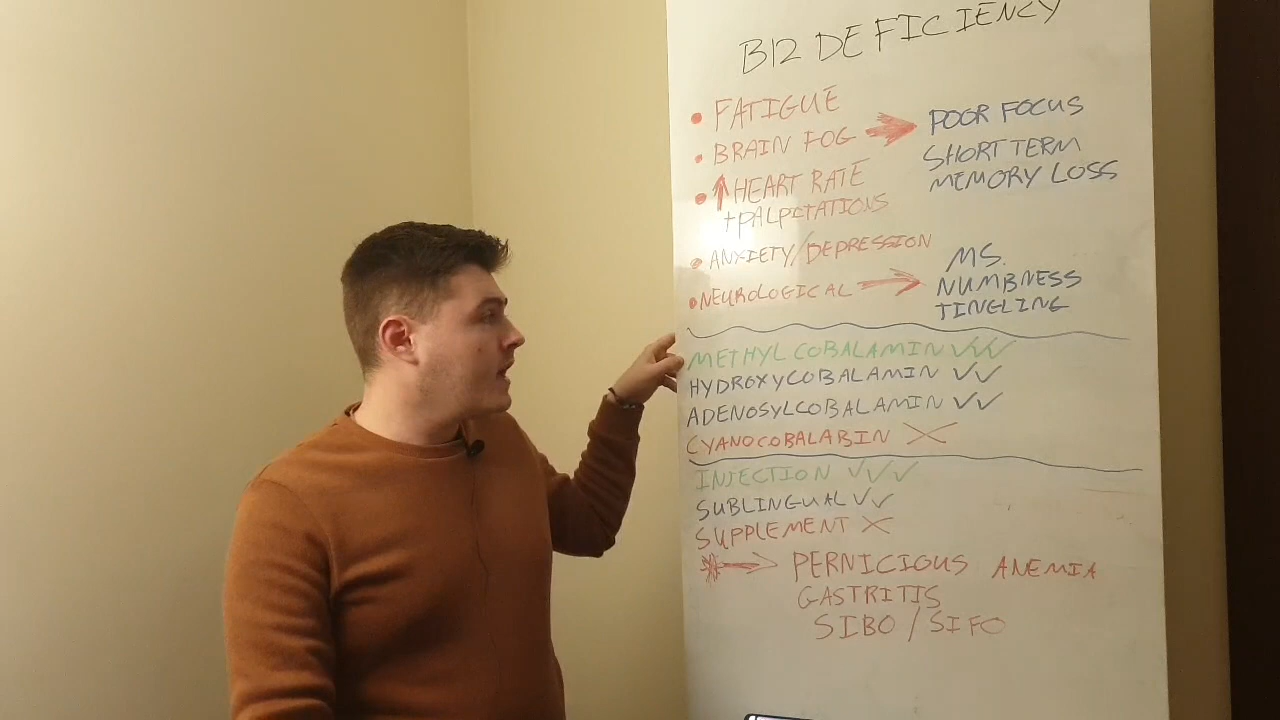 B12 DEFICIENCY
• FATIGUE
• BRAIN FOG → POOR FOCUS
SHORT TERM
MEMORY LOSS
• ↑ HEART RATE
+ PALPITATIONS
• ANXIETY/DEPRESSION
• NEUROLOGICAL → MS.
NUMBNESS
TINGLING
METHYLCOBALAMIN ✓✓✓
HYDROXYCOBALAMIN ✓✓
ADENOSYLCOBALAMIN ✓✓
CYANOCOBALABIN ✗
INJECTION ✓✓✓
SUBLINGUAL ✓✓
SUPPLEMENT ✗
* → PERNICIOUS ANEMIA
GASTRITIS
SIBO / SIFO